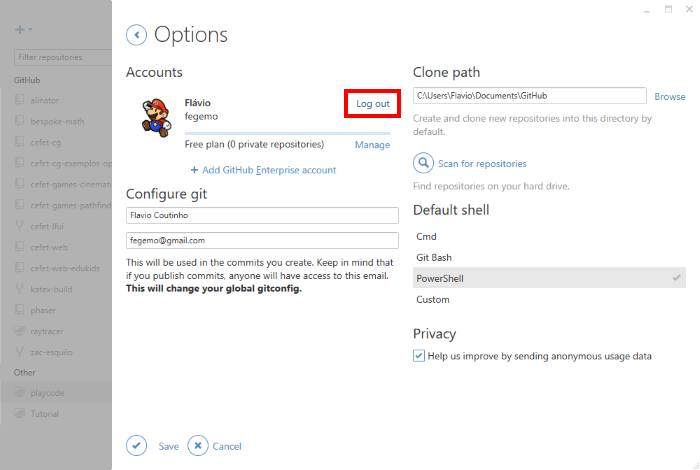 Filter repositories
GitHub
alinator
bespoke-math
cefet-cg
cefet-cg-exemplos-op
cefet-games-cinemati
cefet-games-pathfind
cefet-lfui
cefet-web
cefet-web-edukids
katex-build
phaser
raytracer
zac-esquilo
Other
playcode
Tutorial
Options
Accounts
Flávio
fegemo
Log out
Free plan (0 private repositories)
Manage
+ Add GitHub Enterprise account
Configure git
Flavio Coutinho
fegemo@gmail.com
This will be used in the commits you create. Keep in mind that
if you publish commits, anyone will have access to this email.
This will change your global gitconfig.
Save
Cancel
Clone path
C:\Users\Flavio\Documents\GitHub
Browse
Create and clone new repositories into this directory by
default.
Scan for repositories
Find repositories on your hard drive.
Default shell
Cmd
Git Bash
PowerShell
Custom
Privacy
Help us improve by sending anonymous usage data